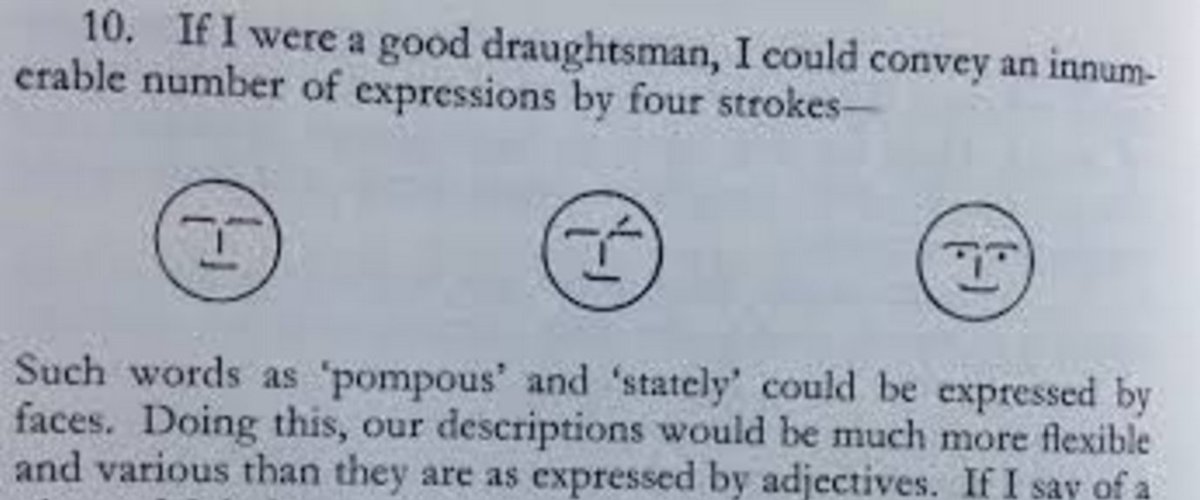 10. If I were a good draughtsman, I could convey an innum-
erable number of expressions by four strokes—
Such words as 'pompous' and 'stately' could be expressed by
faces. Doing this, our descriptions would be much more flexible
and various than they are as expressed by adjectives. If I say of a